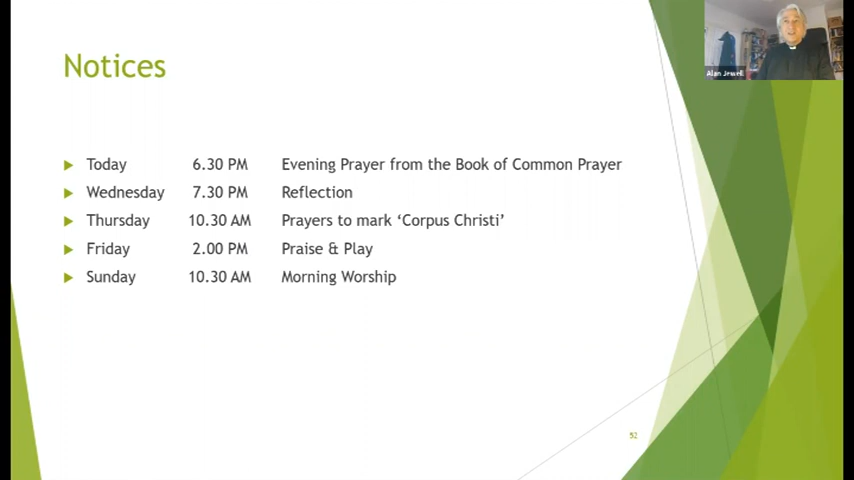 Alan Jewell
Notices
Today 6.30 PM Evening Prayer from the Book of Common Prayer
Wednesday 7.30 PM Reflection
Thursday 10.30 AM Prayers to mark ‘Corpus Christi’
Friday 2.00 PM Praise & Play
Sunday 10.30 AM Morning Worship
52